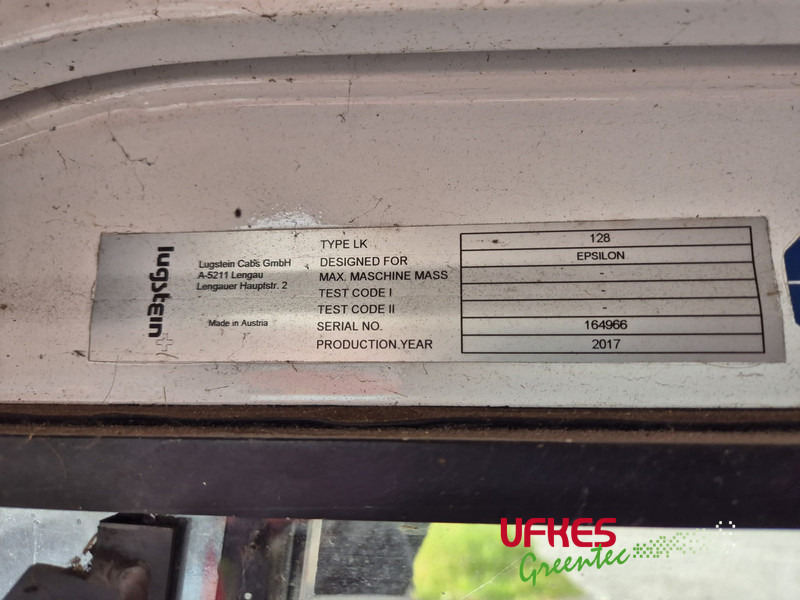 lugstein
Lugstein Cabs GmbH
A-5211 Lengau
Lengauer Hauptstr. 2
Made in Austria
TYPE LK 128
DESIGNED FOR EPSILON
MAX. MASCHINE MASS -
TEST CODE I -
TEST CODE II -
SERIAL NO. 164966
PRODUCTION.YEAR 2017
UFKES
Greentec